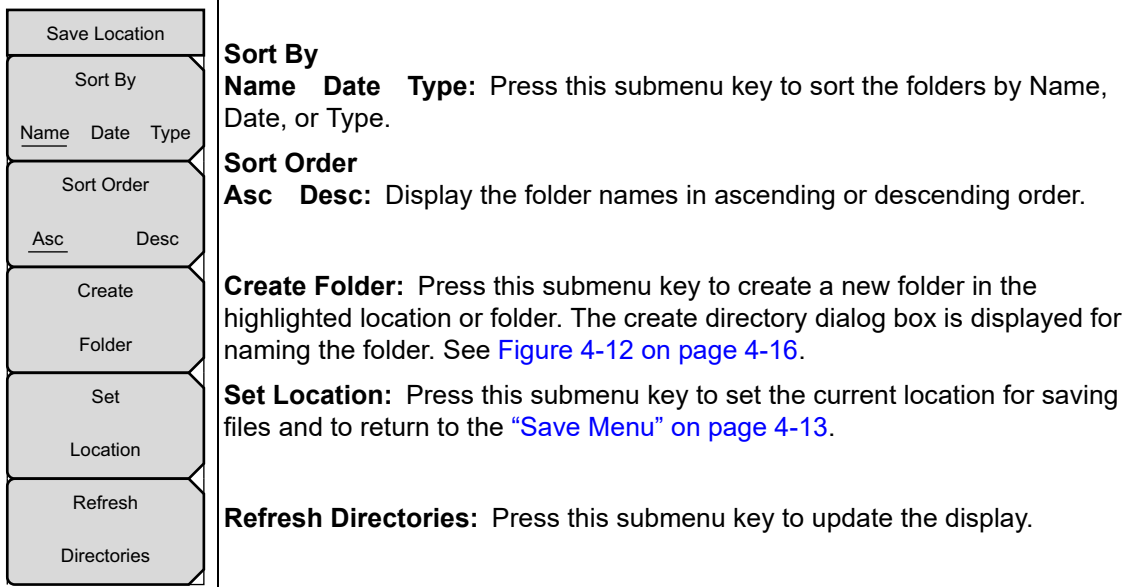 Save Location
Sort By
Name Date Type
Sort Order
Asc Desc
Create
Folder
Set
Location
Refresh
Directories
Sort By
Name Date Type: Press this submenu key to sort the folders by Name,
Date, or Type.
Sort Order
Asc Desc: Display the folder names in ascending or descending order.
Create Folder: Press this submenu key to create a new folder in the
highlighted location or folder. The create directory dialog box is displayed for
naming the folder. See Figure 4-12 on page 4-16.
Set Location: Press this submenu key to set the current location for saving
files and to return to the “Save Menu” on page 4-13.
Refresh Directories: Press this submenu key to update the display.